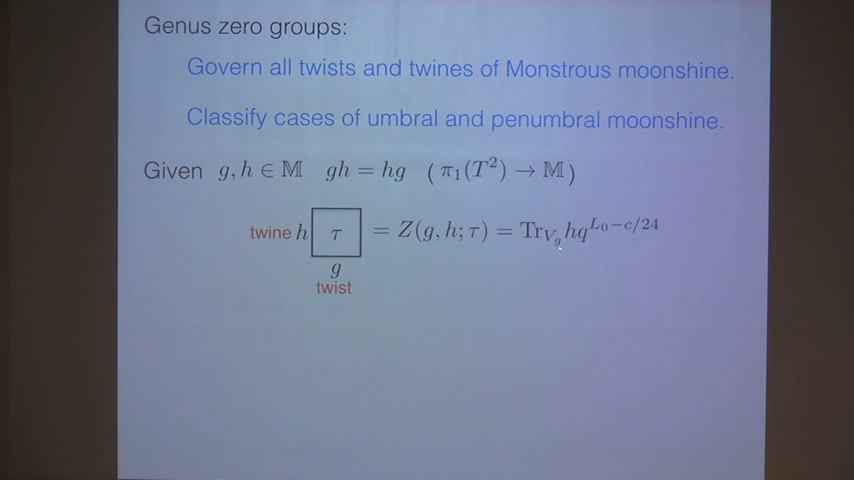 Genus zero groups:
Govern all twists and twines of Monstrous moonshine.
Classify cases of umbral and penumbral moonshine.
Given g, h ∈ 𝕄 gh = hg ( π₁(T²) → 𝕄 )
twine h τ = Z(g, h; τ) = Tr_{V_g} hq^{L₀−c/24}
g
twist